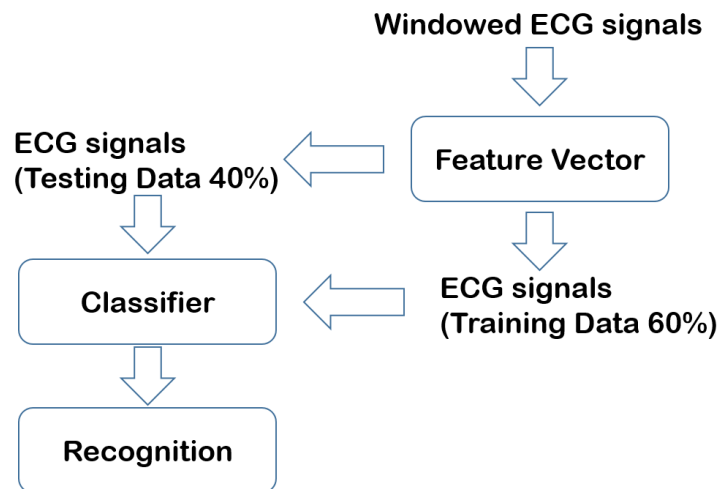 Windowed ECG signals
Feature Vector
ECG signals
(Testing Data 40%)
ECG signals
(Training Data 60%)
Classifier
Recognition